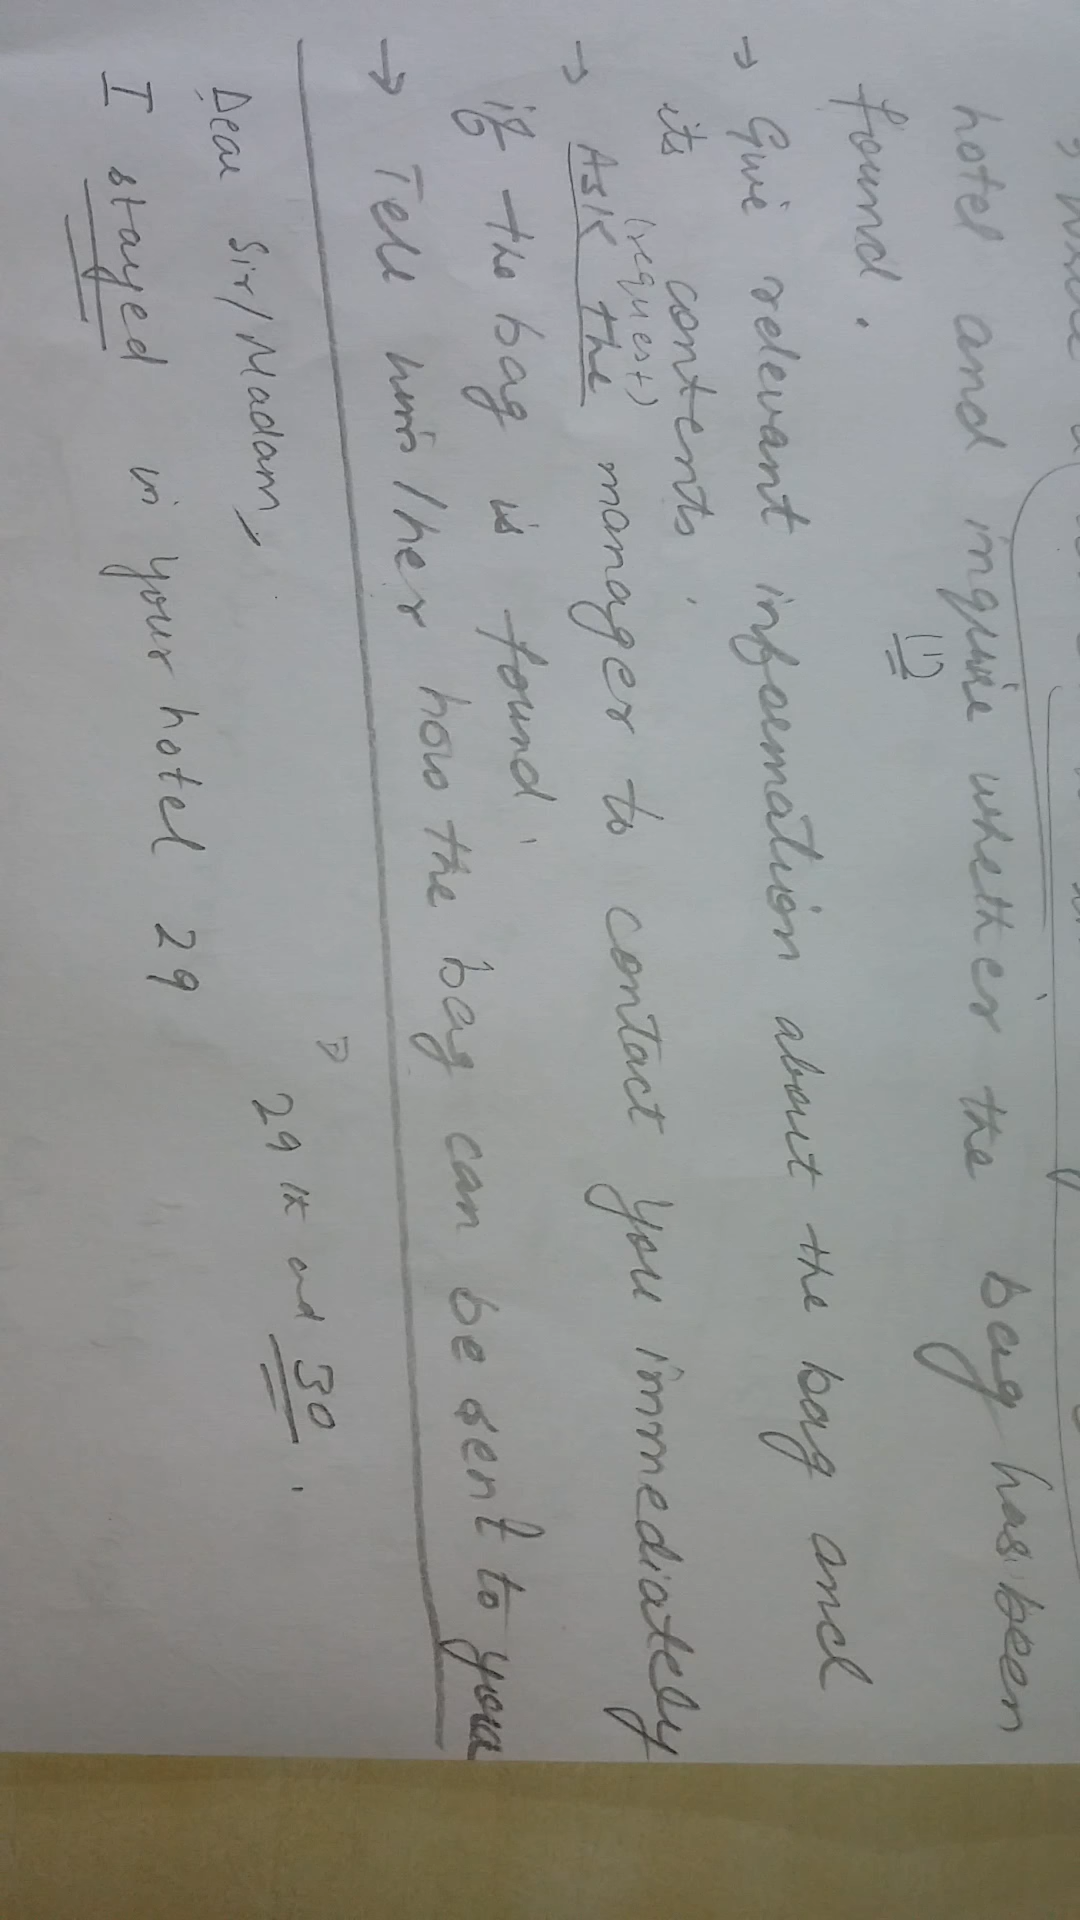 hotel and inquire whether the bag has been
found.
→ Give relevant information about the bag and
its contents
(request)
→ Ask the manager to contact you immediately
if the bag is found
→ Tell him/her how the bag can be sent to you
Dear Sir/Madam,
29 and 30.
I stayed in your hotel 29